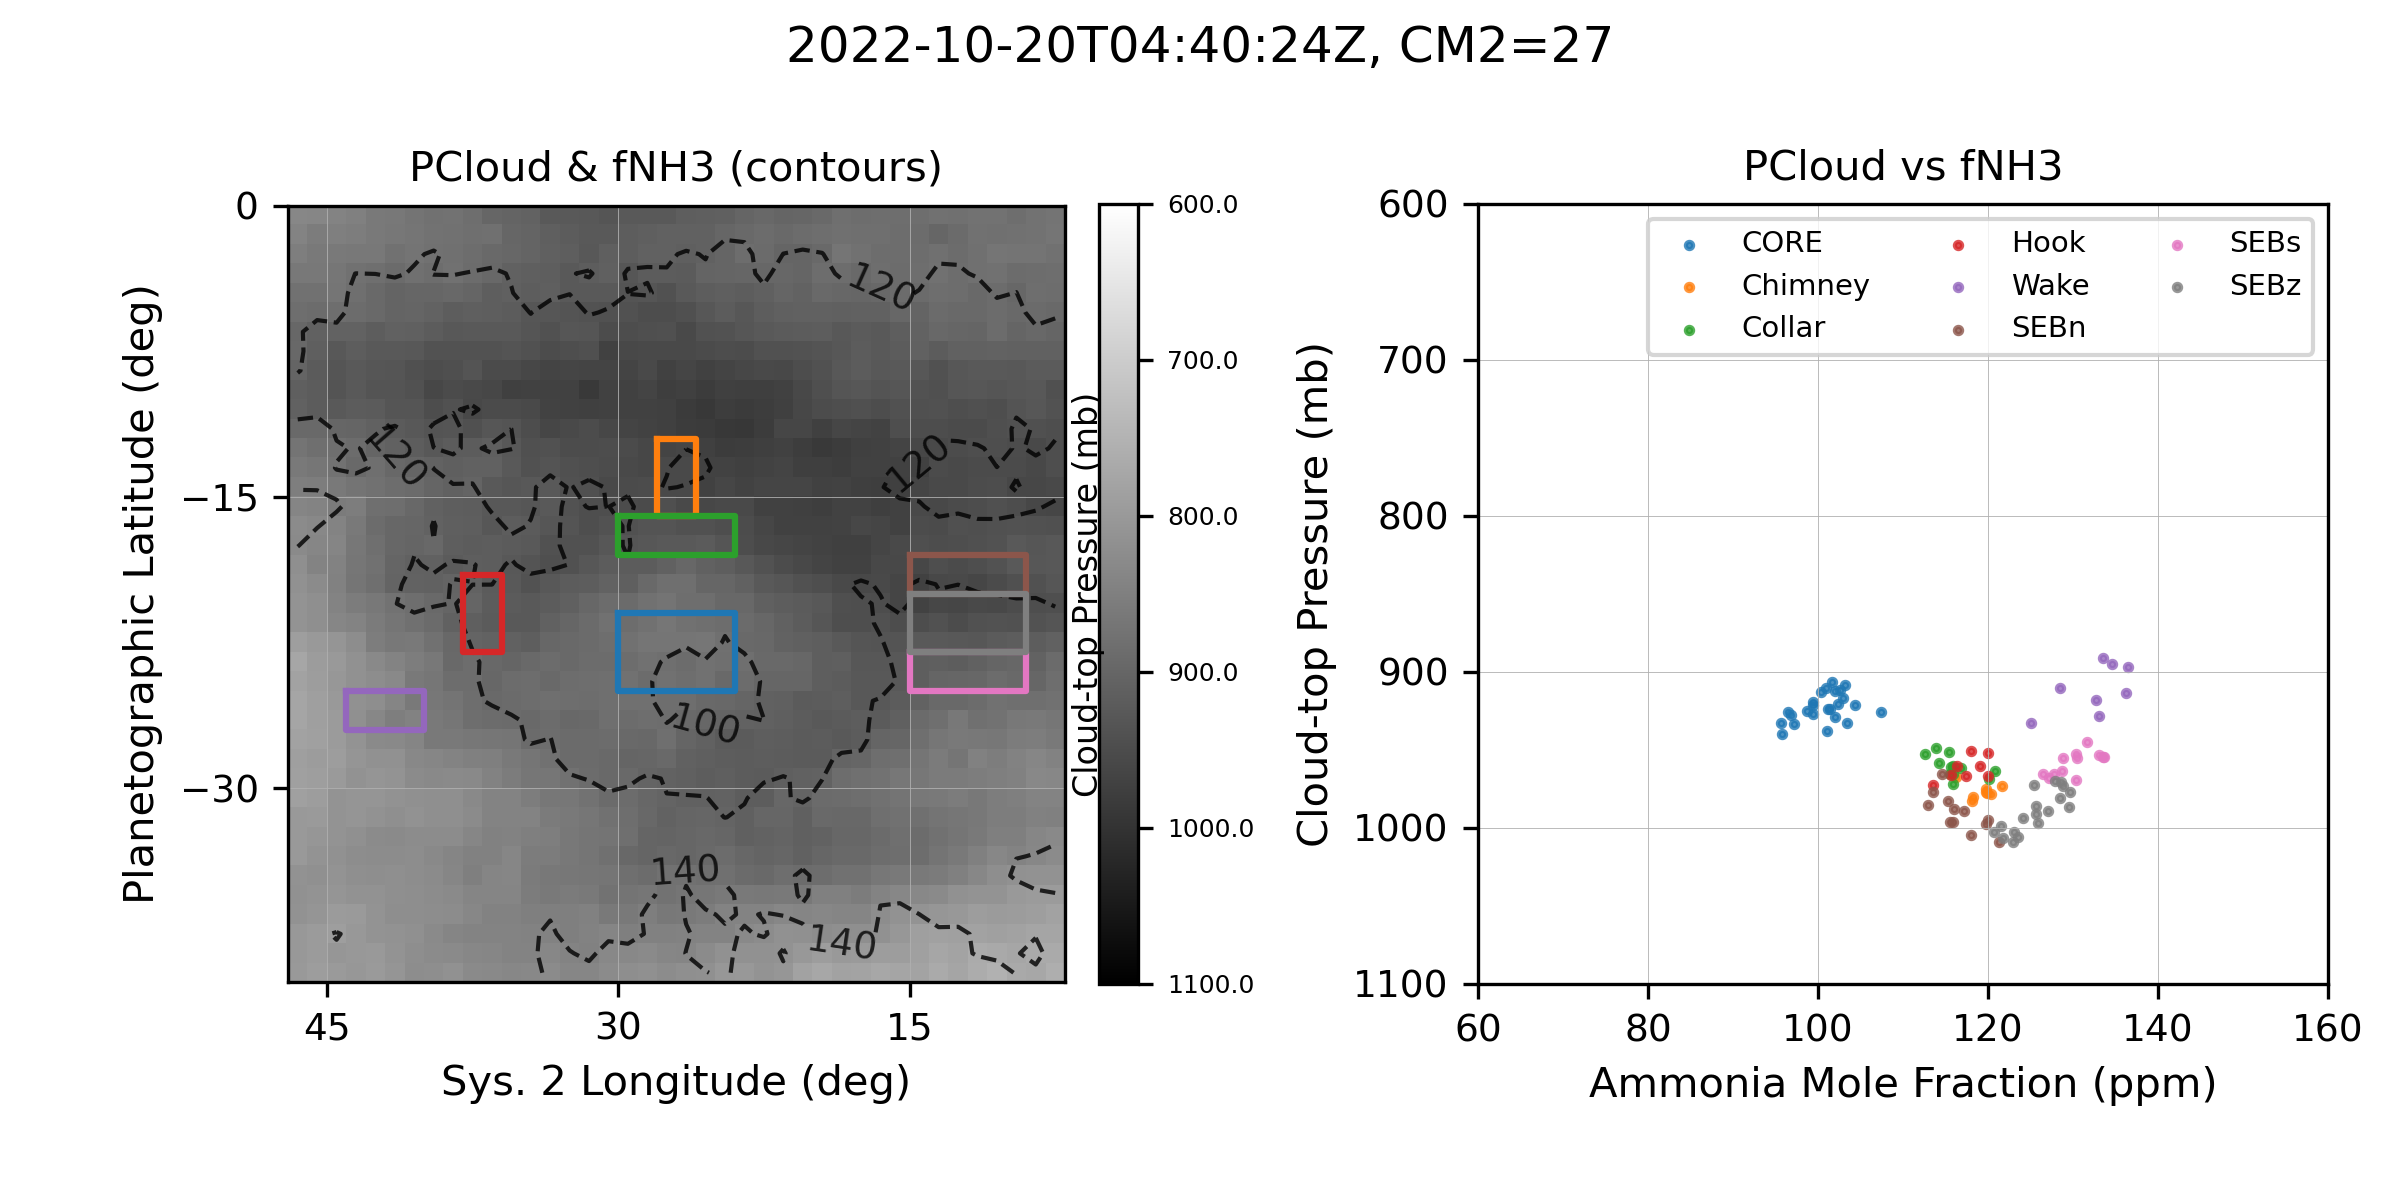 2022-10-20T04:40:24Z, CM2=27
PCloud & fNH3 (contours)
0
−15
−30
Planetographic Latitude (deg)
45
30
15
Sys. 2 Longitude (deg)
120
120
120
100
140
140
600.0
700.0
800.0
900.0
1000.0
1100.0
Cloud-top Pressure (mb)
PCloud vs fNH3
CORE
Chimney
Collar
Hook
Wake
SEBn
SEBs
SEBz
600
700
800
900
1000
1100
Cloud-top Pressure (mb)
60
80
100
120
140
160
Ammonia Mole Fraction (ppm)